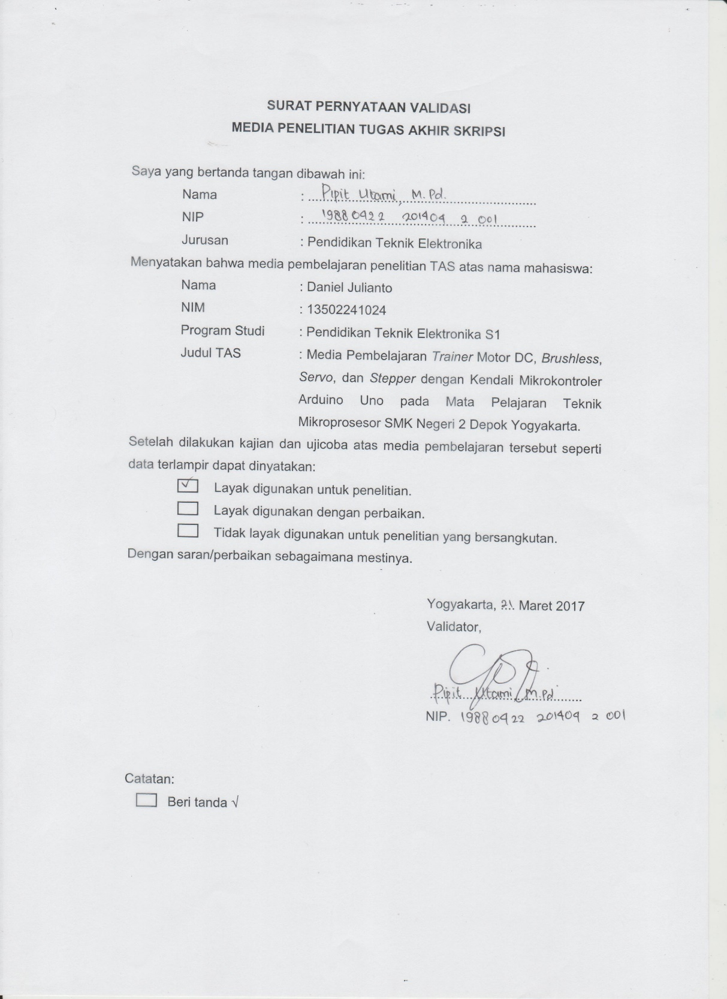 SURAT PERNYATAAN VALIDASI
MEDIA PENELITIAN TUGAS AKHIR SKRIPSI
Saya yang bertanda tangan dibawah ini:
Nama : Pipit Utami, M.Pd.
NIP : 19880922 201404 2 001
Jurusan : Pendidikan Teknik Elektronika
Menyatakan bahwa media pembelajaran penelitian TAS atas nama mahasiswa:
Nama : Daniel Julianto
NIM : 13502241024
Program Studi : Pendidikan Teknik Elektronika S1
Judul TAS : Media Pembelajaran Trainer Motor DC, Brushless,
Servo, dan Stepper dengan Kendali Mikrokontroler
Arduino Uno pada Mata Pelajaran Teknik
Mikroprosesor SMK Negeri 2 Depok Yogyakarta.
Setelah dilakukan kajian dan ujicoba atas media pembelajaran tersebut seperti
data terlampir dapat dinyatakan:
☑ Layak digunakan untuk penelitian.
☐ Layak digunakan dengan perbaikan.
☐ Tidak layak digunakan untuk penelitian yang bersangkutan.
Dengan saran/perbaikan sebagaimana mestinya.
Yogyakarta, 21 Maret 2017
Validator,
Pipit Utami, M.Pd
NIP. 19880922 201404 2 001
Catatan:
☐ Beri tanda √